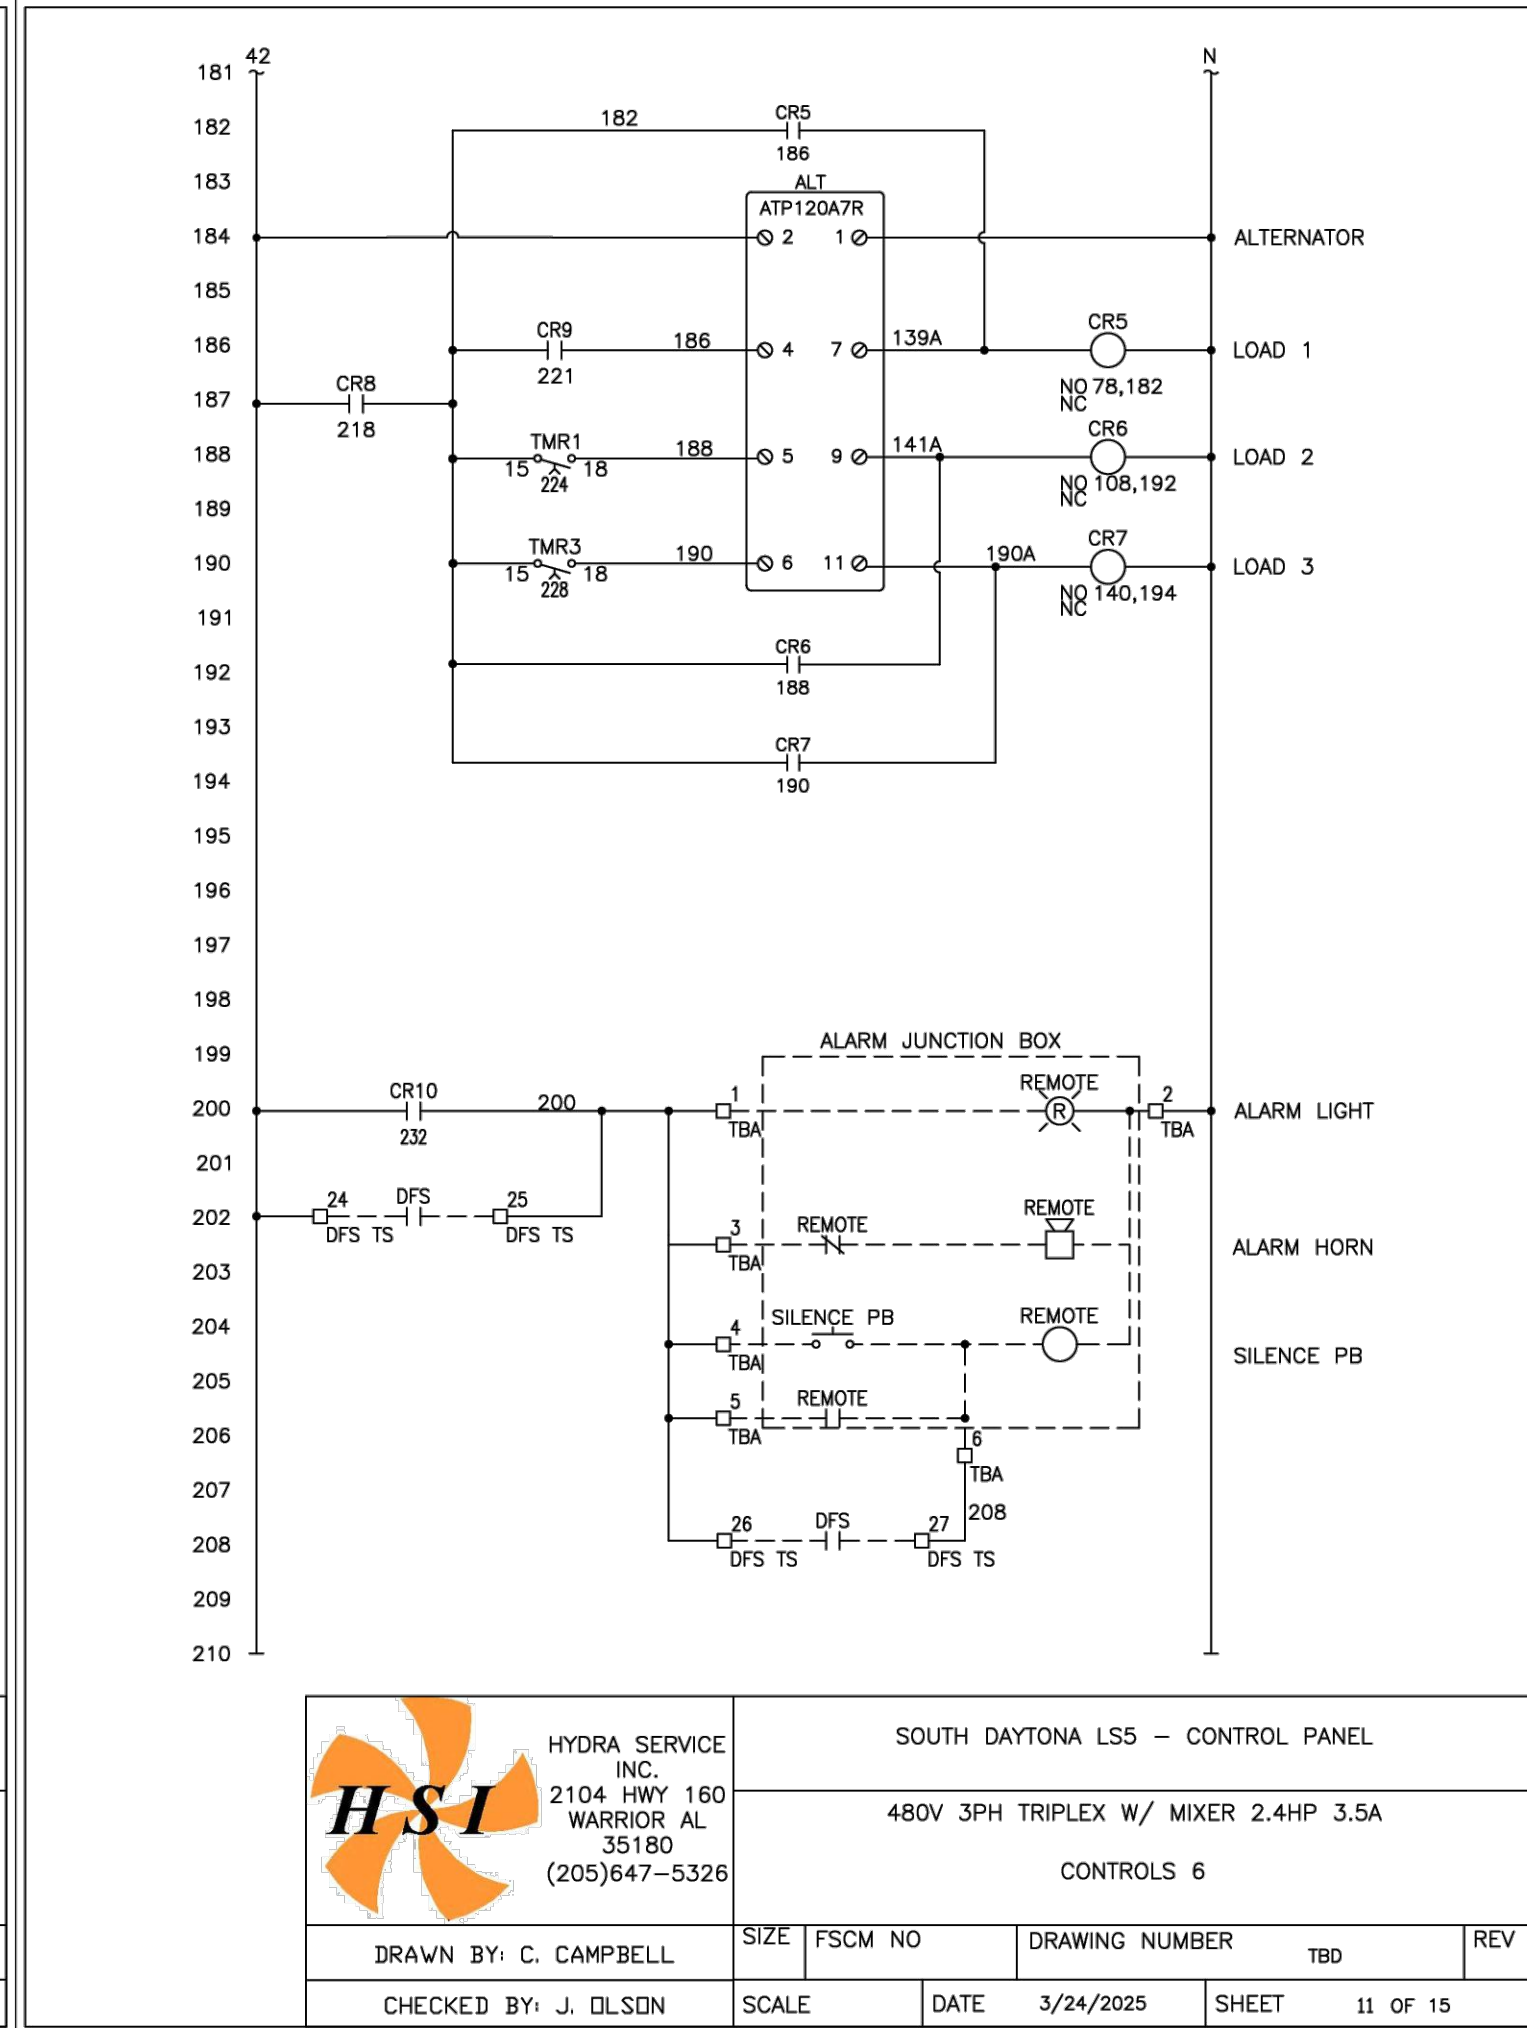 42 N
181
CR5
182
182
186
183
ALT
ATP120A7R
184 2 1 ALTERNATOR
185
CR5
CR9
186 186 4 7 139A LOAD 1
221
CR8
187
218
NO 78,182
NC
CR6
TMR1
188 188 5 9 141A LOAD 2
15 18
224
NO 108,192
NC
189
CR7
TMR3
190 190 6 11 190A LOAD 3
15 18
228
NO 140,194
NC
191
CR6
192
188
193
CR7
194
190
195
196
197
198
ALARM JUNCTION BOX
199
CR10 REMOTE
200 200 1 2 ALARM LIGHT
232 TBA TBA
201
24 DFS 25 REMOTE REMOTE
202 3
DFS TS DFS TS
TBA ALARM HORN
203
SILENCE PB REMOTE
204 4
TBA SILENCE PB
205
REMOTE
5
TBA
206
6
TBA
207
208
26 DFS 27
208
DFS TS DFS TS
209
210
HSI
HYDRA SERVICE
INC.
2104 HWY 160
WARRIOR AL
35180
(205)647-5326
SOUTH DAYTONA LS5 - CONTROL PANEL
480V 3PH TRIPLEX W/ MIXER 2.4HP 3.5A
CONTROLS 6
DRAWN BY: C. CAMPBELL
SIZE FSCM NO DRAWING NUMBER TBD REV
CHECKED BY: J. OLSON
SCALE DATE 3/24/2025 SHEET 11 OF 15
R